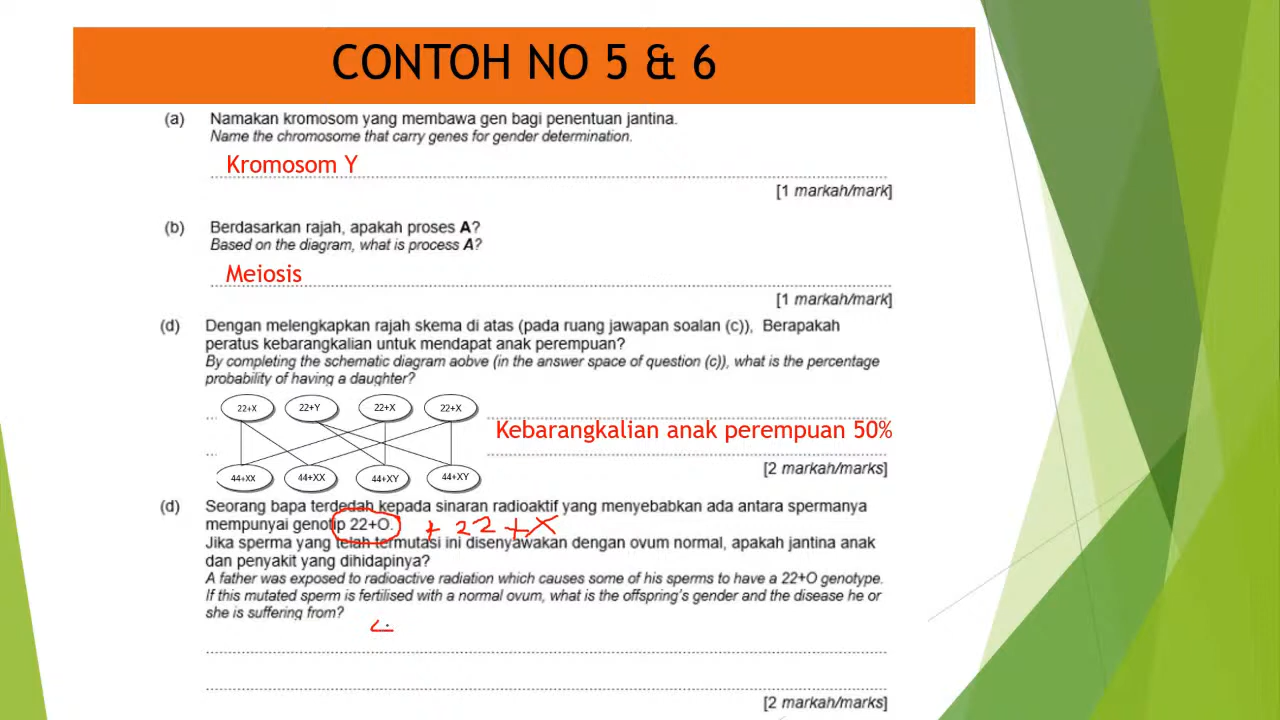 CONTOH NO 5 & 6
(a) Namakan kromosom yang membawa gen bagi penentuan jantina.
Name the chromosome that carry genes for gender determination.
Kromosom Y
[1 markah/mark]
(b) Berdasarkan rajah, apakah proses A?
Based on the diagram, what is process A?
Meiosis
[1 markah/mark]
(d) Dengan melengkapkan rajah skema di atas (pada ruang jawapan soalan (c)), Berapakah
peratus kebarangkalian untuk mendapat anak perempuan?
By completing the schematic diagram aobve (in the answer space of question (c)), what is the percentage
probability of having a daughter?
22+X 22+Y 22+X 22+X
Kebarangkalian anak perempuan 50%
44+XX 44+XX 44+XY 44+XY
[2 markah/marks]
(d) Seorang bapa terdedah kepada sinaran radioaktif yang menyebabkan ada antara spermanya
mempunyai genotip 22+O. + 22 + X
Jika sperma yang telah termutasi ini disenyawakan dengan ovum normal, apakah jantina anak
dan penyakit yang dihidapinya?
A father was exposed to radioactive radiation which causes some of his sperms to have a 22+O genotype.
If this mutated sperm is fertilised with a normal ovum, what is the offspring's gender and the disease he or
she is suffering from?
[2 markah/marks]